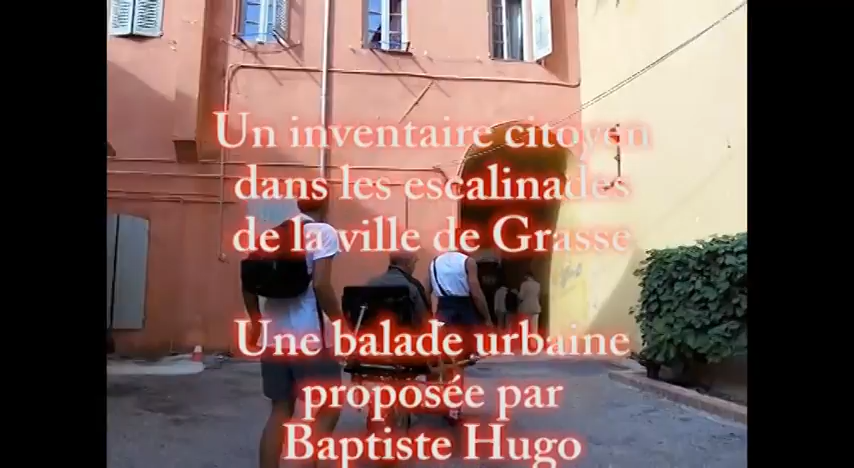 Un inventaire citoyen
dans les escalinades
de la ville de Grasse
Une balade urbaine
proposée par
Baptiste Hugo